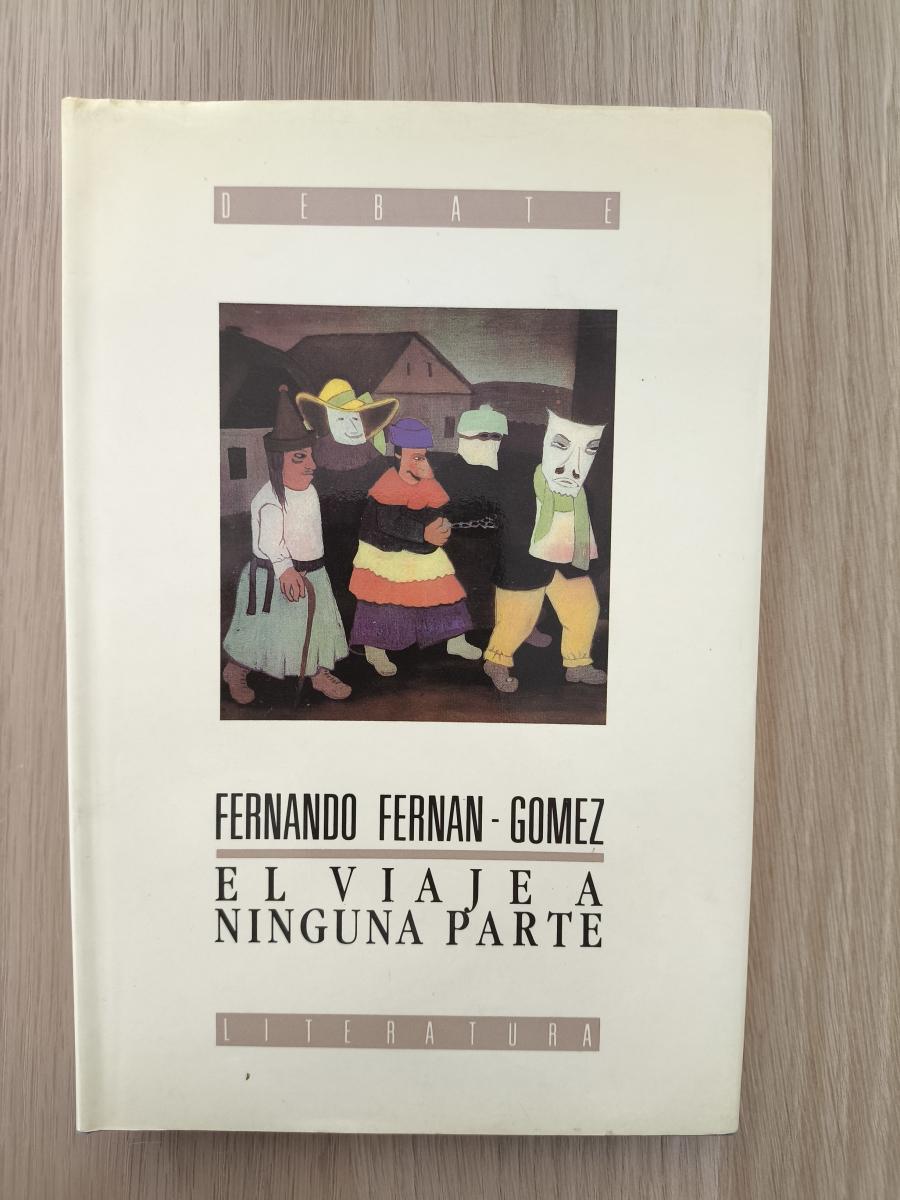 DEBATE
FERNANDO FERNAN-GOMEZ
EL VIAJE A
NINGUNA PARTE
LITERATURA